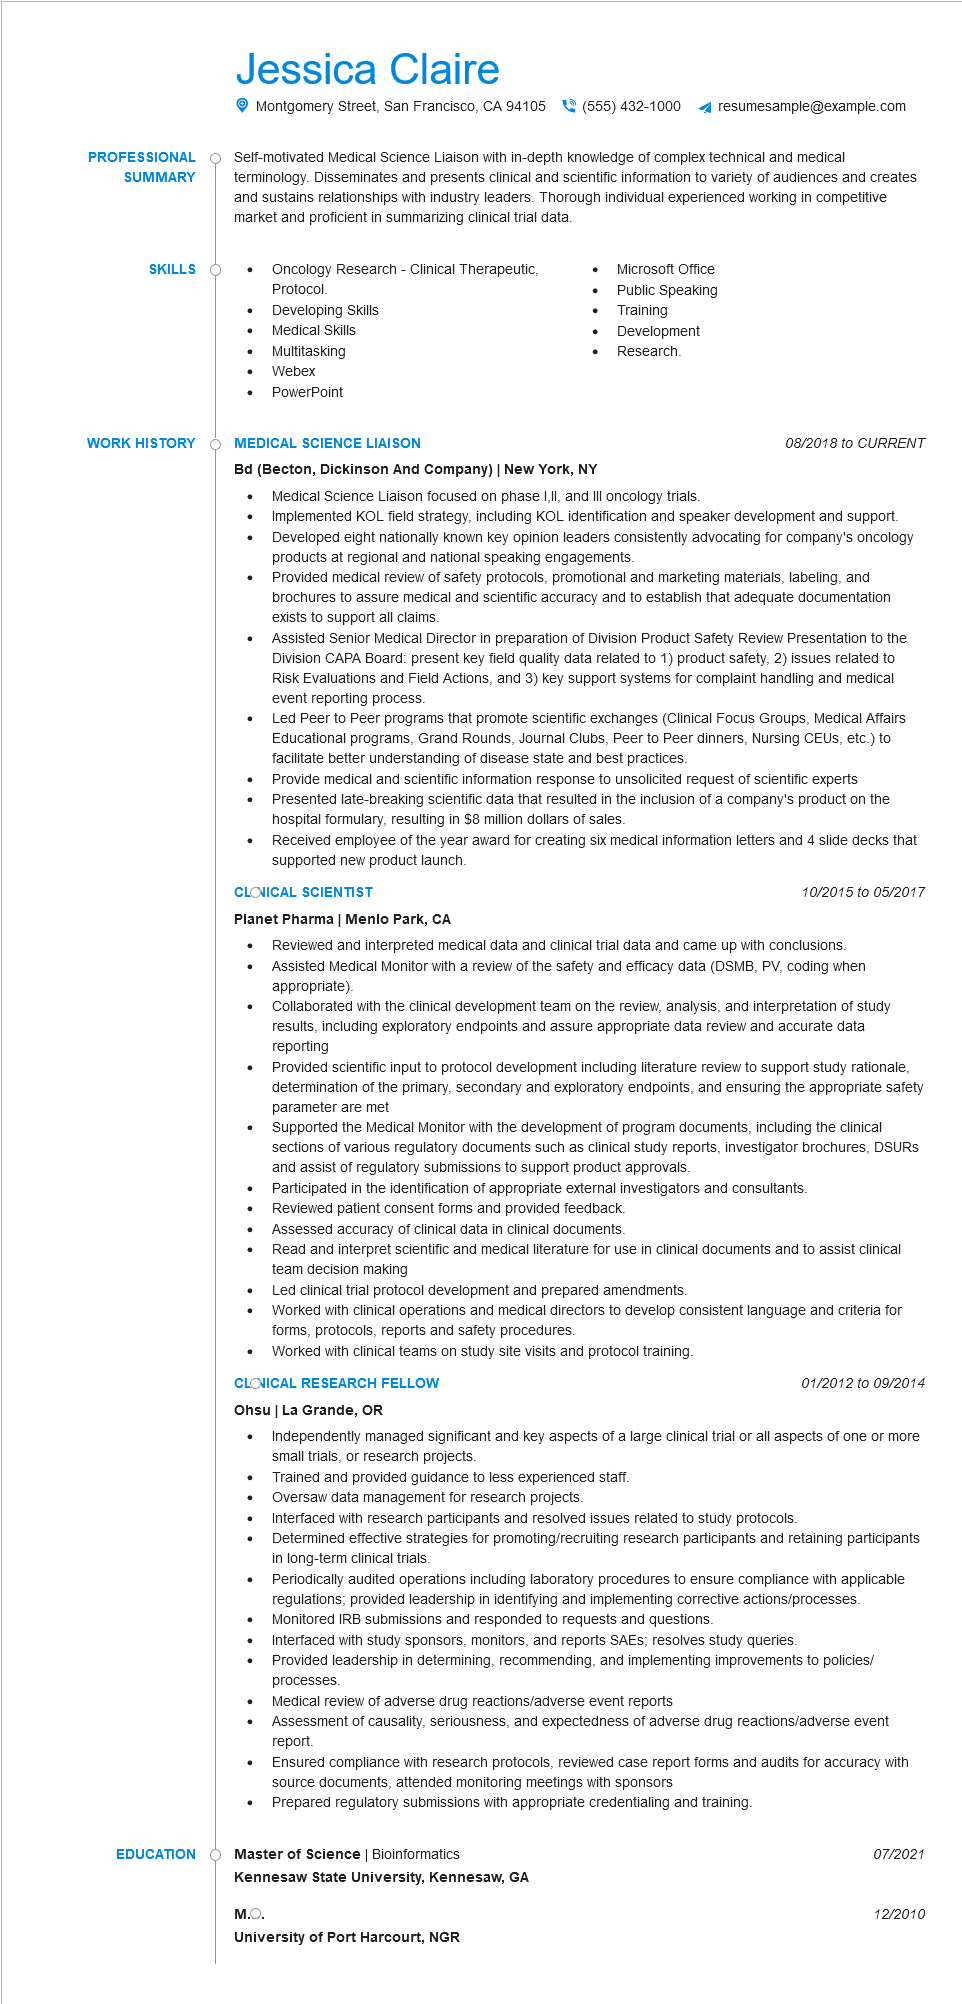 Jessica Claire
Montgomery Street, San Francisco, CA 94105 (555) 432-1000 resumesample@example.com
PROFESSIONAL SUMMARY
Self-motivated Medical Science Liaison with in-depth knowledge of complex technical and medical
terminology. Disseminates and presents clinical and scientific information to variety of audiences and creates
and sustains relationships with industry leaders. Thorough individual experienced working in competitive
market and proficient in summarizing clinical trial data.
SKILLS
Oncology Research - Clinical Therapeutic,
Protocol.
Developing Skills
Medical Skills
Multitasking
Webex
PowerPoint
Microsoft Office
Public Speaking
Training
Development
Research.
WORK HISTORY
MEDICAL SCIENCE LIAISON 08/2018 to CURRENT
Bd (Becton, Dickinson And Company) | New York, NY
Medical Science Liaison focused on phase I,II, and III oncology trials.
Implemented KOL field strategy, including KOL identification and speaker development and support.
Developed eight nationally known key opinion leaders consistently advocating for company's oncology
products at regional and national speaking engagements.
Provided medical review of safety protocols, promotional and marketing materials, labeling, and
brochures to assure medical and scientific accuracy and to establish that adequate documentation
exists to support all claims.
Assisted Senior Medical Director in preparation of Division Product Safety Review Presentation to the
Division CAPA Board: present key field quality data related to 1) product safety, 2) issues related to
Risk Evaluations and Field Actions, and 3) key support systems for complaint handling and medical
event reporting process.
Led Peer to Peer programs that promote scientific exchanges (Clinical Focus Groups, Medical Affairs
Educational programs, Grand Rounds, Journal Clubs, Peer to Peer dinners, Nursing CEUs, etc.) to
facilitate better understanding of disease state and best practices.
Provide medical and scientific information response to unsolicited request of scientific experts
Presented late-breaking scientific data that resulted in the inclusion of a company's product on the
hospital formulary, resulting in $8 million dollars of sales.
Received employee of the year award for creating six medical information letters and 4 slide decks that
supported new product launch.
CLINICAL SCIENTIST 10/2015 to 05/2017
Planet Pharma | Menlo Park, CA
Reviewed and interpreted medical data and clinical trial data and came up with conclusions.
Assisted Medical Monitor with a review of the safety and efficacy data (DSMB, PV, coding when
appropriate).
Collaborated with the clinical development team on the review, analysis, and interpretation of study
results, including exploratory endpoints and assure appropriate data review and accurate data
reporting
Provided scientific input to protocol development including literature review to support study rationale,
determination of the primary, secondary and exploratory endpoints, and ensuring the appropriate safety
parameter are met
Supported the Medical Monitor with the development of program documents, including the clinical
sections of various regulatory documents such as clinical study reports, investigator brochures, DSURs
and assist of regulatory submissions to support product approvals.
Participated in the identification of appropriate external investigators and consultants.
Reviewed patient consent forms and provided feedback.
Assessed accuracy of clinical data in clinical documents.
Read and interpret scientific and medical literature for use in clinical documents and to assist clinical
team decision making
Led clinical trial protocol development and prepared amendments.
Worked with clinical operations and medical directors to develop consistent language and criteria for
forms, protocols, reports and safety procedures.
Worked with clinical teams on study site visits and protocol training.
CLINICAL RESEARCH FELLOW 01/2012 to 09/2014
Ohsu | La Grande, OR
Independently managed significant and key aspects of a large clinical trial or all aspects of one or more
small trials, or research projects.
Trained and provided guidance to less experienced staff.
Oversaw data management for research projects.
Interfaced with research participants and resolved issues related to study protocols.
Determined effective strategies for promoting/recruiting research participants and retaining participants
in long-term clinical trials.
Periodically audited operations including laboratory procedures to ensure compliance with applicable
regulations; provided leadership in identifying and implementing corrective actions/processes.
Monitored IRB submissions and responded to requests and questions.
Interfaced with study sponsors, monitors, and reports SAEs; resolves study queries.
Provided leadership in determining, recommending, and implementing improvements to policies/
processes.
Medical review of adverse drug reactions/adverse event reports
Assessment of causality, seriousness, and expectedness of adverse drug reactions/adverse event
report.
Ensured compliance with research protocols, reviewed case report forms and audits for accuracy with
source documents, attended monitoring meetings with sponsors
Prepared regulatory submissions with appropriate credentialing and training.
EDUCATION
Master of Science | Bioinformatics 07/2021
Kennesaw State University, Kennesaw, GA
12/2010
University of Port Harcourt, NGR